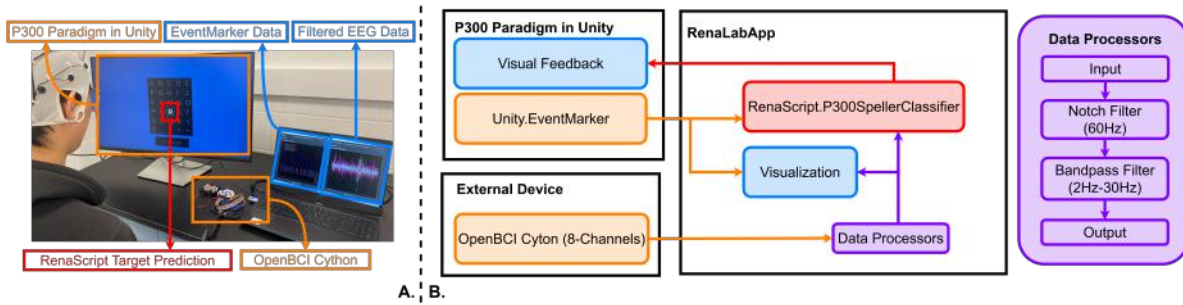 P300 Paradigm in Unity
EventMarker Data
Filtered EEG Data
R
RenaScript Target Prediction
OpenBCI Cython
A.
B.
P300 Paradigm in Unity
Visual Feedback
Unity.EventMarker
External Device
OpenBCI Cyton (8-Channels)
RenaLabApp
RenaScript.P300SpellerClassifier
Visualization
Data Processors
Data Processors
Input
Notch Filter
(60Hz)
Bandpass Filter
(2Hz-30Hz)
Output